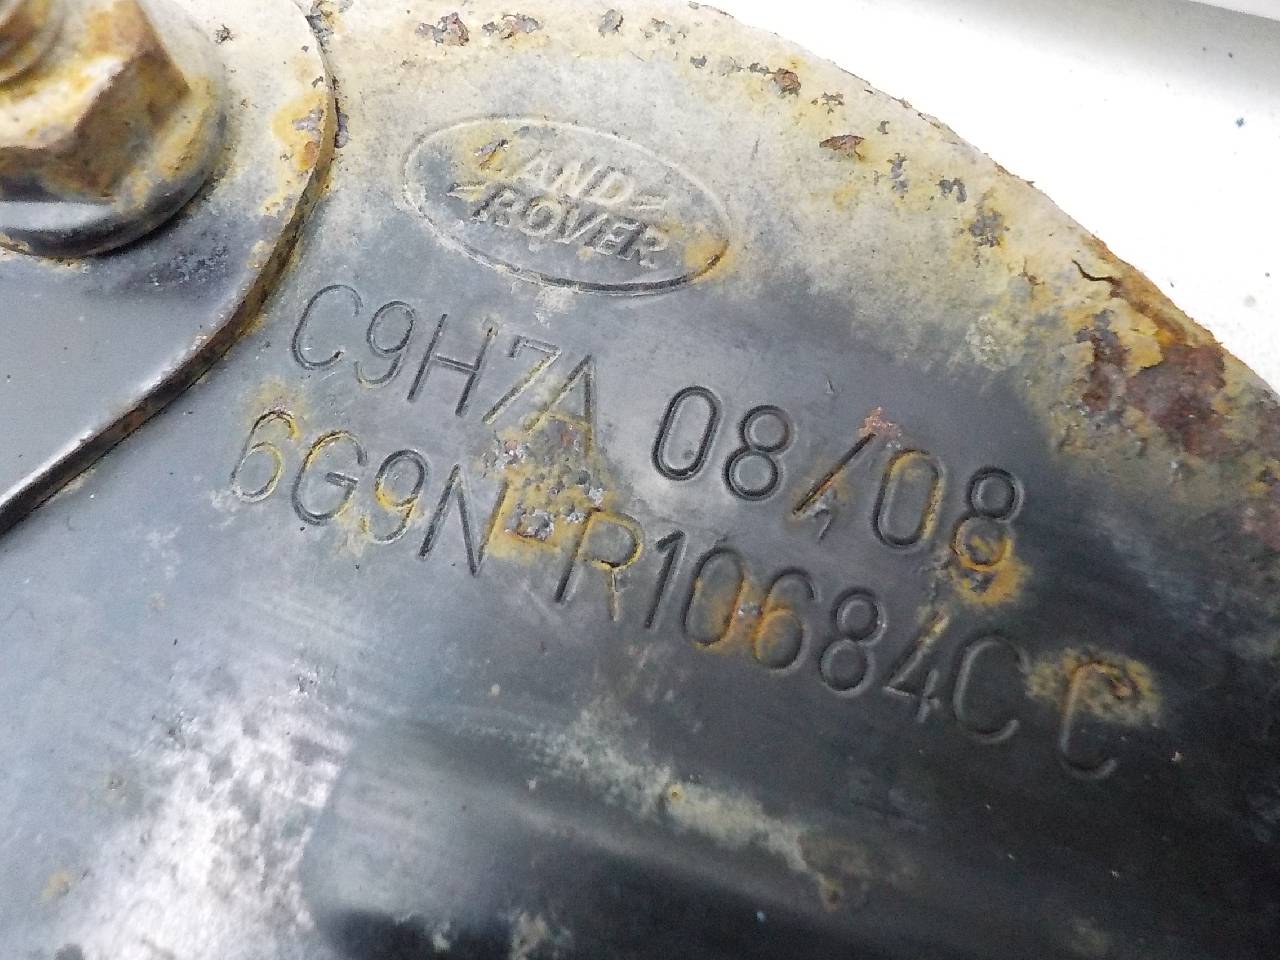 LAND
ROVER
C9H7A 08/08
6G9N-R10684CC